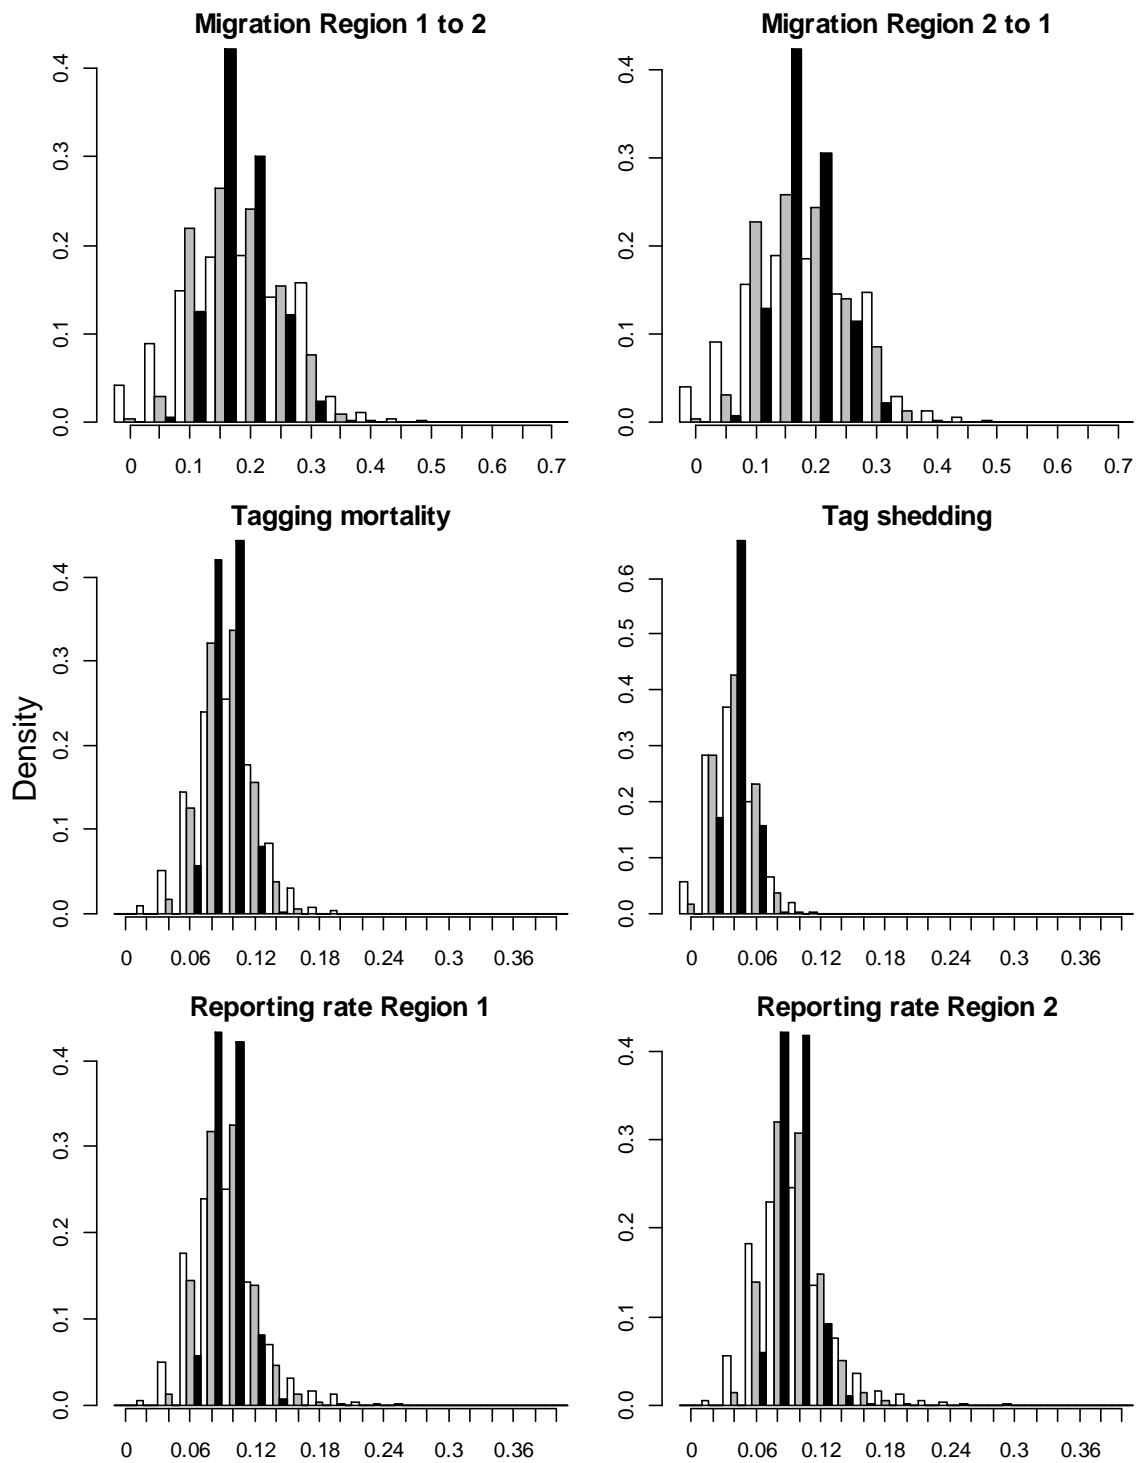 Migration Region 1 to 2
Migration Region 2 to 1
0.0 0.1 0.2 0.3 0.4
0 0.1 0.2 0.3 0.4 0.5 0.6 0.7
0.0 0.1 0.2 0.3 0.4
0 0.1 0.2 0.3 0.4 0.5 0.6 0.7
Tagging mortality
Tag shedding
Density
0.0 0.1 0.2 0.3 0.4
0 0.06 0.12 0.18 0.24 0.3 0.36
0.0 0.1 0.2 0.3 0.4 0.5 0.6
0 0.06 0.12 0.18 0.24 0.3 0.36
Reporting rate Region 1
Reporting rate Region 2
0.0 0.1 0.2 0.3 0.4
0 0.06 0.12 0.18 0.24 0.3 0.36
0.0 0.1 0.2 0.3 0.4
0 0.06 0.12 0.18 0.24 0.3 0.36